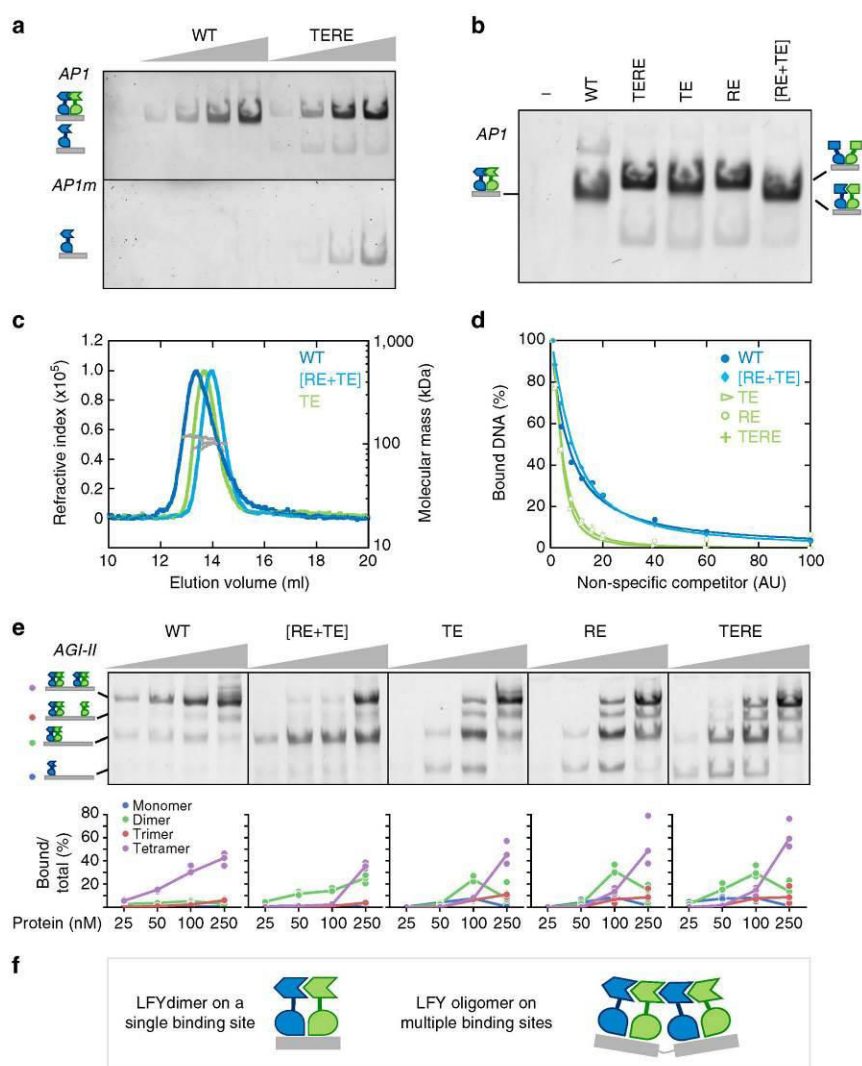 a
WT
TERE
AP1
AP1m
b
–
WT
TERE
TE
RE
[RE+TE]
AP1
c
1.2
1.0
0.8
0.6
0.4
0.2
0
Refractive index (x10⁵)
WT
[RE+TE]
TE
1,000
100
10
Molecular mass (kDa)
10 12 14 16 18 20
Elution volume (ml)
d
100
80
60
40
20
0
Bound DNA (%)
WT
[RE+TE]
TE
RE
TERE
0 20 40 60 80 100
Non-specific competitor (AU)
e
AGI-II
WT
[RE+TE]
TE
RE
TERE
80
60
40
20
Bound/
total (%)
Monomer
Dimer
Trimer
Tetramer
Protein (nM) 25 50 100 250 25 50 100 250 25 50 100 250 25 50 100 250 25 50 100 250
f
LFYdimer on a
single binding site
LFY oligomer on
multiple binding sites